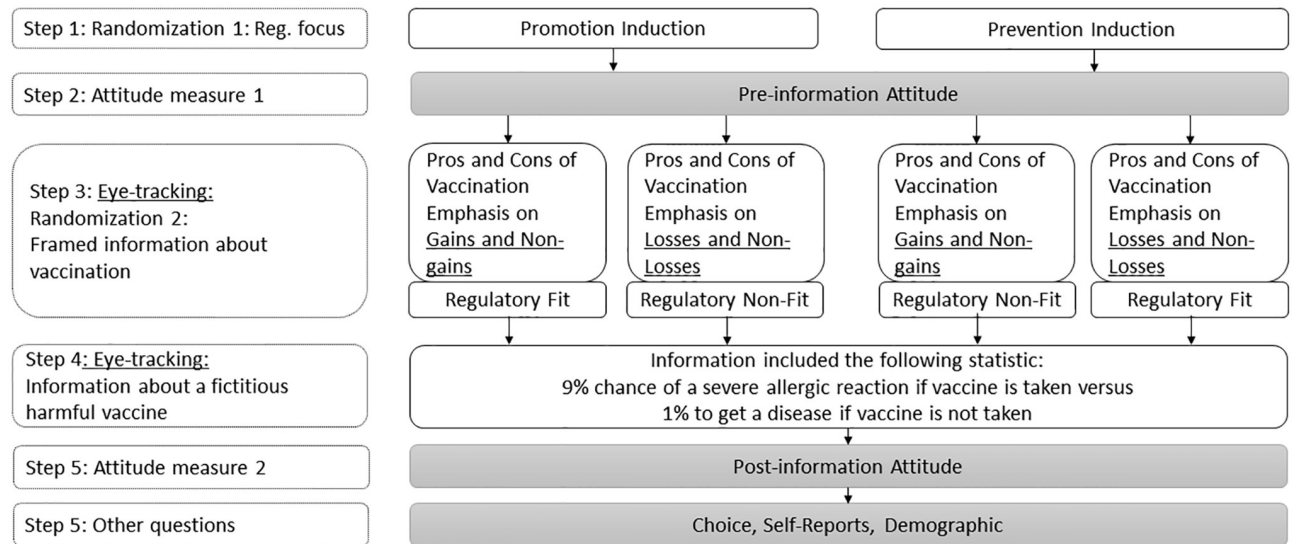 Step 1: Randomization 1: Reg. focus
Promotion Induction
Prevention Induction
Step 2: Attitude measure 1
Pre-information Attitude
Step 3: Eye-tracking:
Randomization 2:
Framed information about
vaccination
Pros and Cons of
Vaccination
Emphasis on
Gains and Non-
gains
Regulatory Fit
Pros and Cons of
Vaccination
Emphasis on
Losses and Non-
Losses
Regulatory Non-Fit
Pros and Cons of
Vaccination
Emphasis on
Gains and Non-
gains
Regulatory Non-Fit
Pros and Cons of
Vaccination
Emphasis on
Losses and Non-
Losses
Regulatory Fit
Step 4: Eye-tracking:
Information about a fictitious
harmful vaccine
Information included the following statistic:
9% chance of a severe allergic reaction if vaccine is taken versus
1% to get a disease if vaccine is not taken
Step 5: Attitude measure 2
Post-information Attitude
Step 5: Other questions
Choice, Self-Reports, Demographic